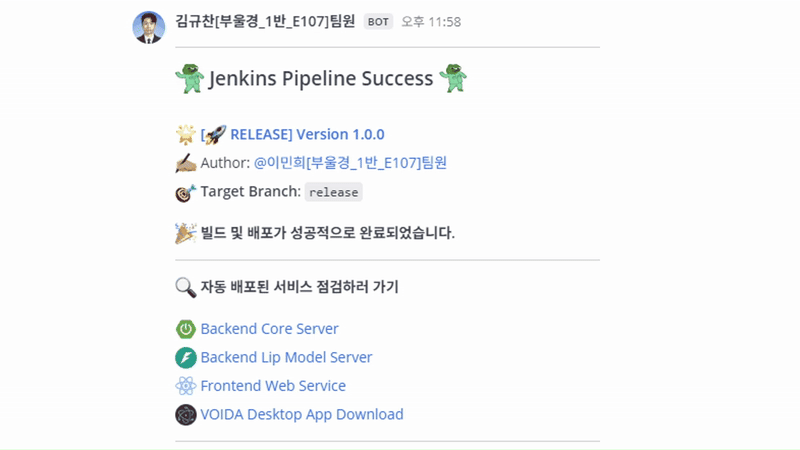 김규찬[부울경_1반_E107]팀원 BOT 오후 11:58
Jenkins Pipeline Success
[🚀 RELEASE] Version 1.0.0
Author: @이민희[부울경_1반_E107]팀원
Target Branch: release
빌드 및 배포가 성공적으로 완료되었습니다.
자동 배포된 서비스 점검하러 가기
Backend Core Server
Backend Lip Model Server
Frontend Web Service
VOIDA Desktop App Download